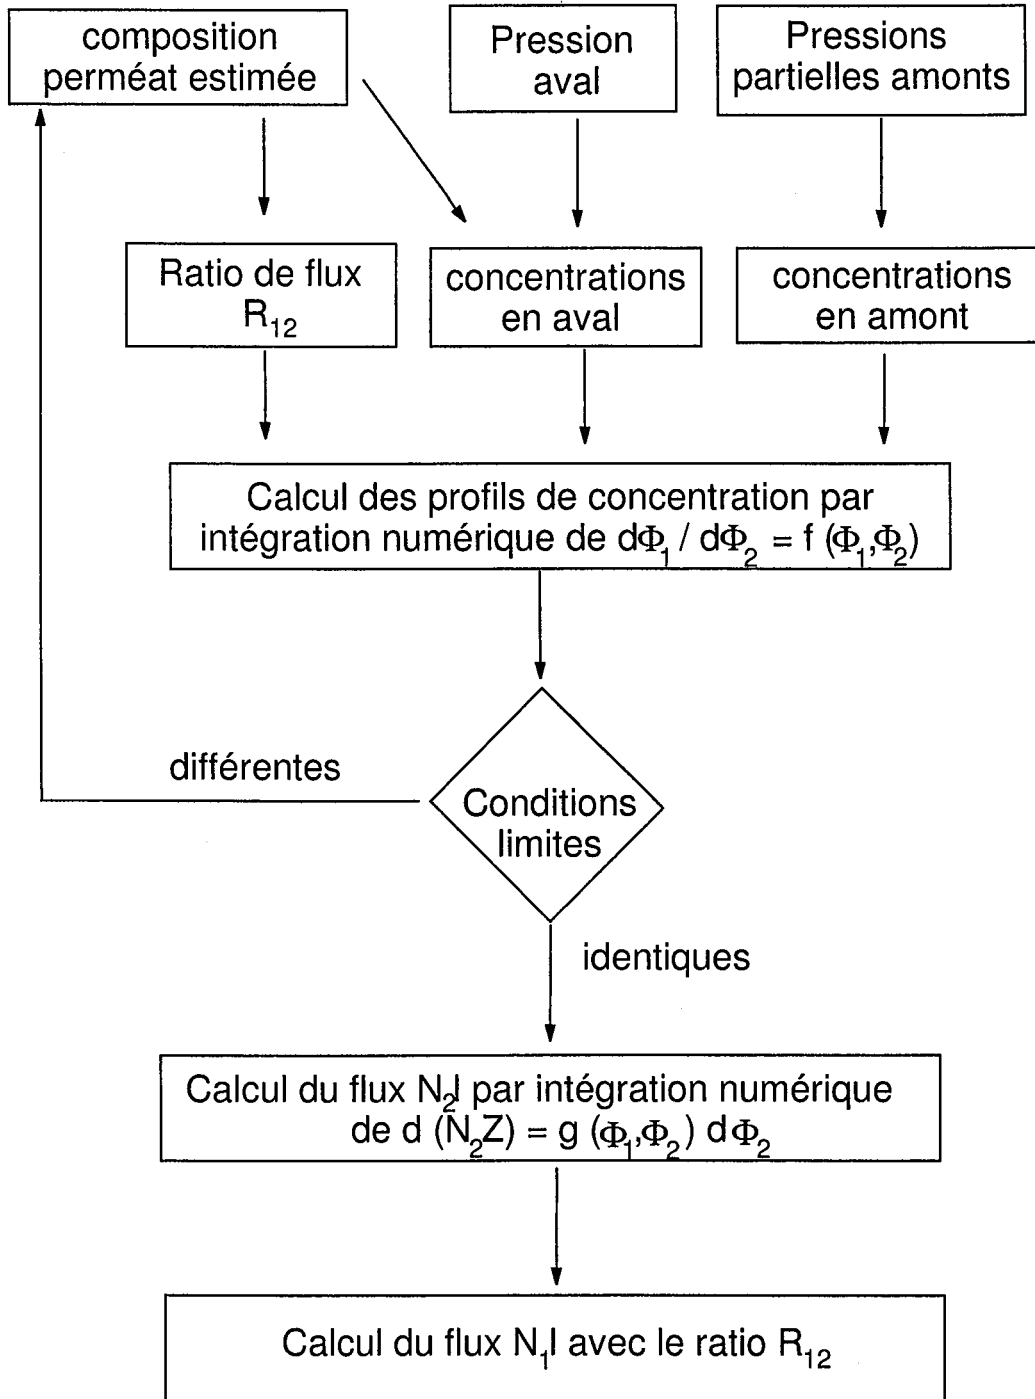 composition
perméat estimée
Pression
aval
Pressions
partielles amonts
Ratio de flux
R₁₂
concentrations
en aval
concentrations
en amont
Calcul des profils de concentration par
intégration numérique de dΦ₁ / dΦ₂ = f (Φ₁,Φ₂)
différentes
Conditions
limites
identiques
Calcul du flux N₂l par intégration numérique
de d (N₂Z) = g (Φ₁,Φ₂) dΦ₂
Calcul du flux N₁l avec le ratio R₁₂